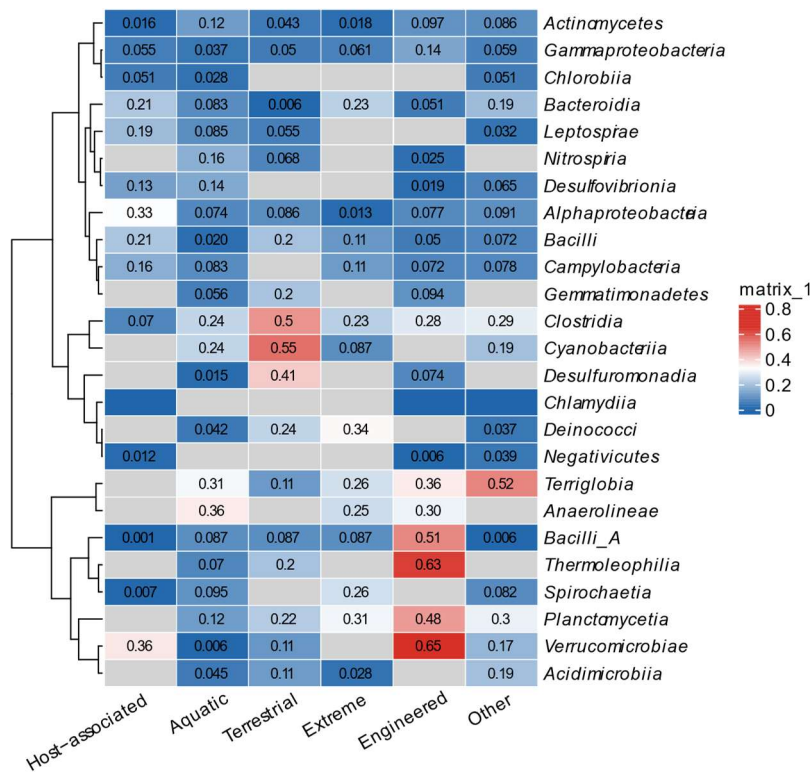 0.016 0.12 0.043 0.018 0.097 0.086 Actinomycetes
0.055 0.037 0.05 0.061 0.14 0.059 Gammaproteobacteria
0.051 0.028 0.051 Chlorobiia
0.21 0.083 0.006 0.23 0.051 0.19 Bacteroidia
0.19 0.085 0.055 0.032 Leptospirae
0.16 0.068 0.025 Nitrospiria
0.13 0.14 0.019 0.065 Desulfovibrionia
0.33 0.074 0.086 0.013 0.077 0.091 Alphaproteobacteria
0.21 0.020 0.2 0.11 0.05 0.072 Bacilli
0.16 0.083 0.11 0.072 0.078 Campylobacteria
0.056 0.2 0.094 Gemmatimonadetes
0.07 0.24 0.5 0.23 0.28 0.29 Clostridia
0.24 0.55 0.087 0.19 Cyanobacteriia
0.015 0.41 0.074 Desulfuromonadia
Chlamydiia
0.042 0.24 0.34 0.037 Deinococci
0.012 0.006 0.039 Negativicutes
0.31 0.11 0.26 0.36 0.52 Terriglobia
0.36 0.25 0.30 Anaerolineae
0.001 0.087 0.087 0.087 0.51 0.006 Bacilli_A
0.07 0.2 0.63 Thermoleophilia
0.007 0.095 0.26 0.082 Spirochaetia
0.12 0.22 0.31 0.48 0.3 Planctomycetia
0.36 0.006 0.11 0.65 0.17 Verrucomicrobiae
0.045 0.11 0.028 0.19 Acidimicrobiia
Host-associated Aquatic Terrestrial Extreme Engineered Other
matrix_1
0.8
0.6
0.4
0.2
0